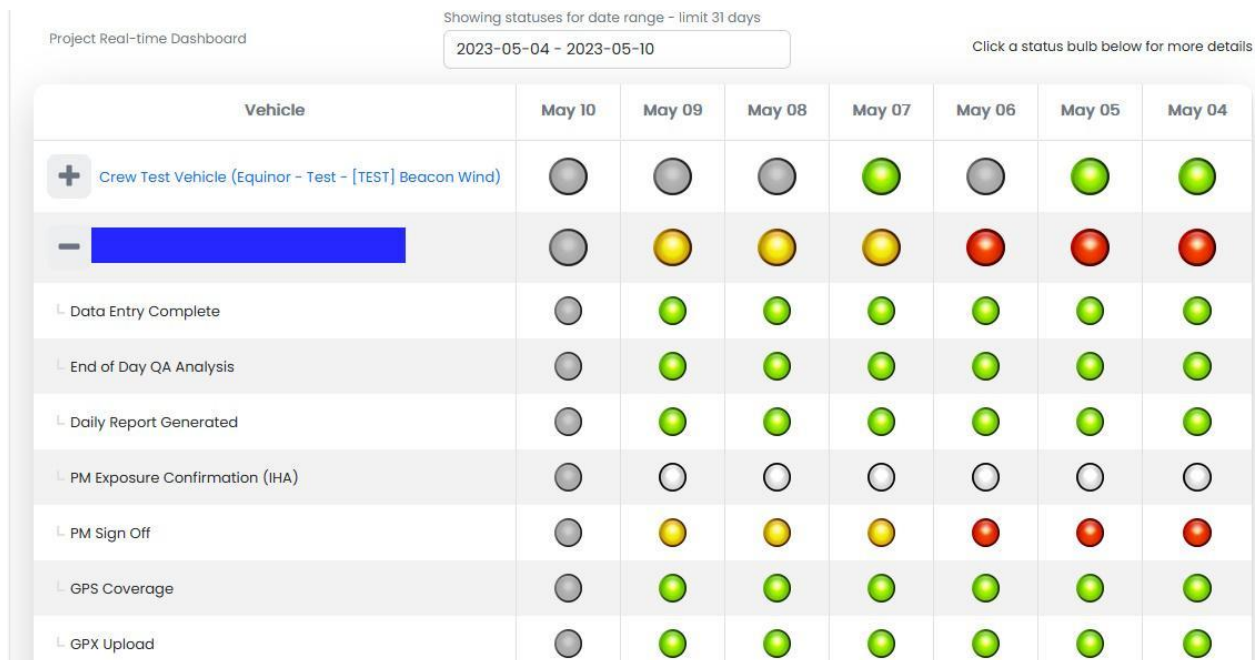 Showing statuses for date range - limit 31 days
Project Real-time Dashboard
2023-05-04 - 2023-05-10
Click a status bulb below for more details
Vehicle May 10 May 09 May 08 May 07 May 06 May 05 May 04
Crew Test Vehicle (Equinor - Test - [TEST] Beacon Wind)
Data Entry Complete
End of Day QA Analysis
Daily Report Generated
PM Exposure Confirmation (IHA)
PM Sign Off
GPS Coverage
GPX Upload